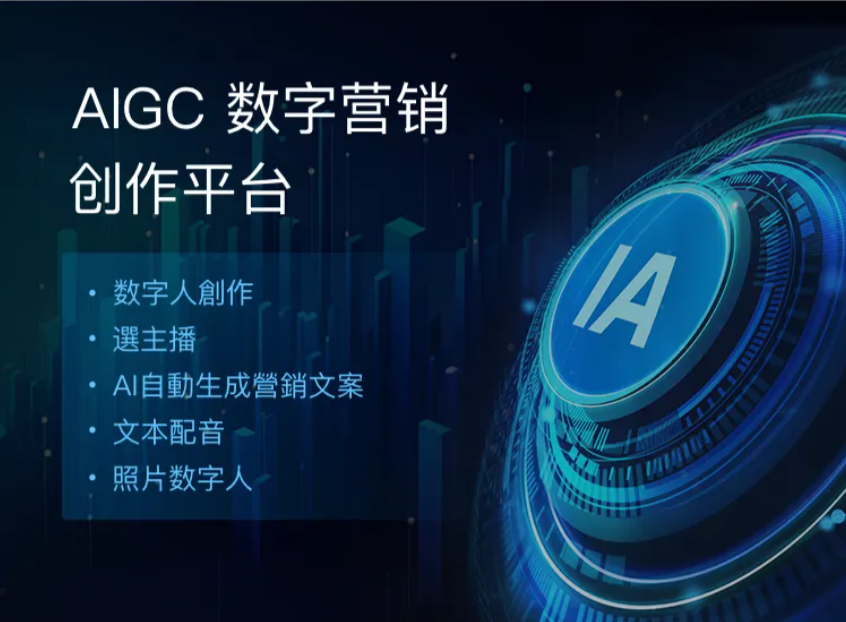 AIGC 数字营销
创作平台
• 数字人創作
• 選主播
• AI自動生成營銷文案
• 文本配音
• 照片数字人
IA